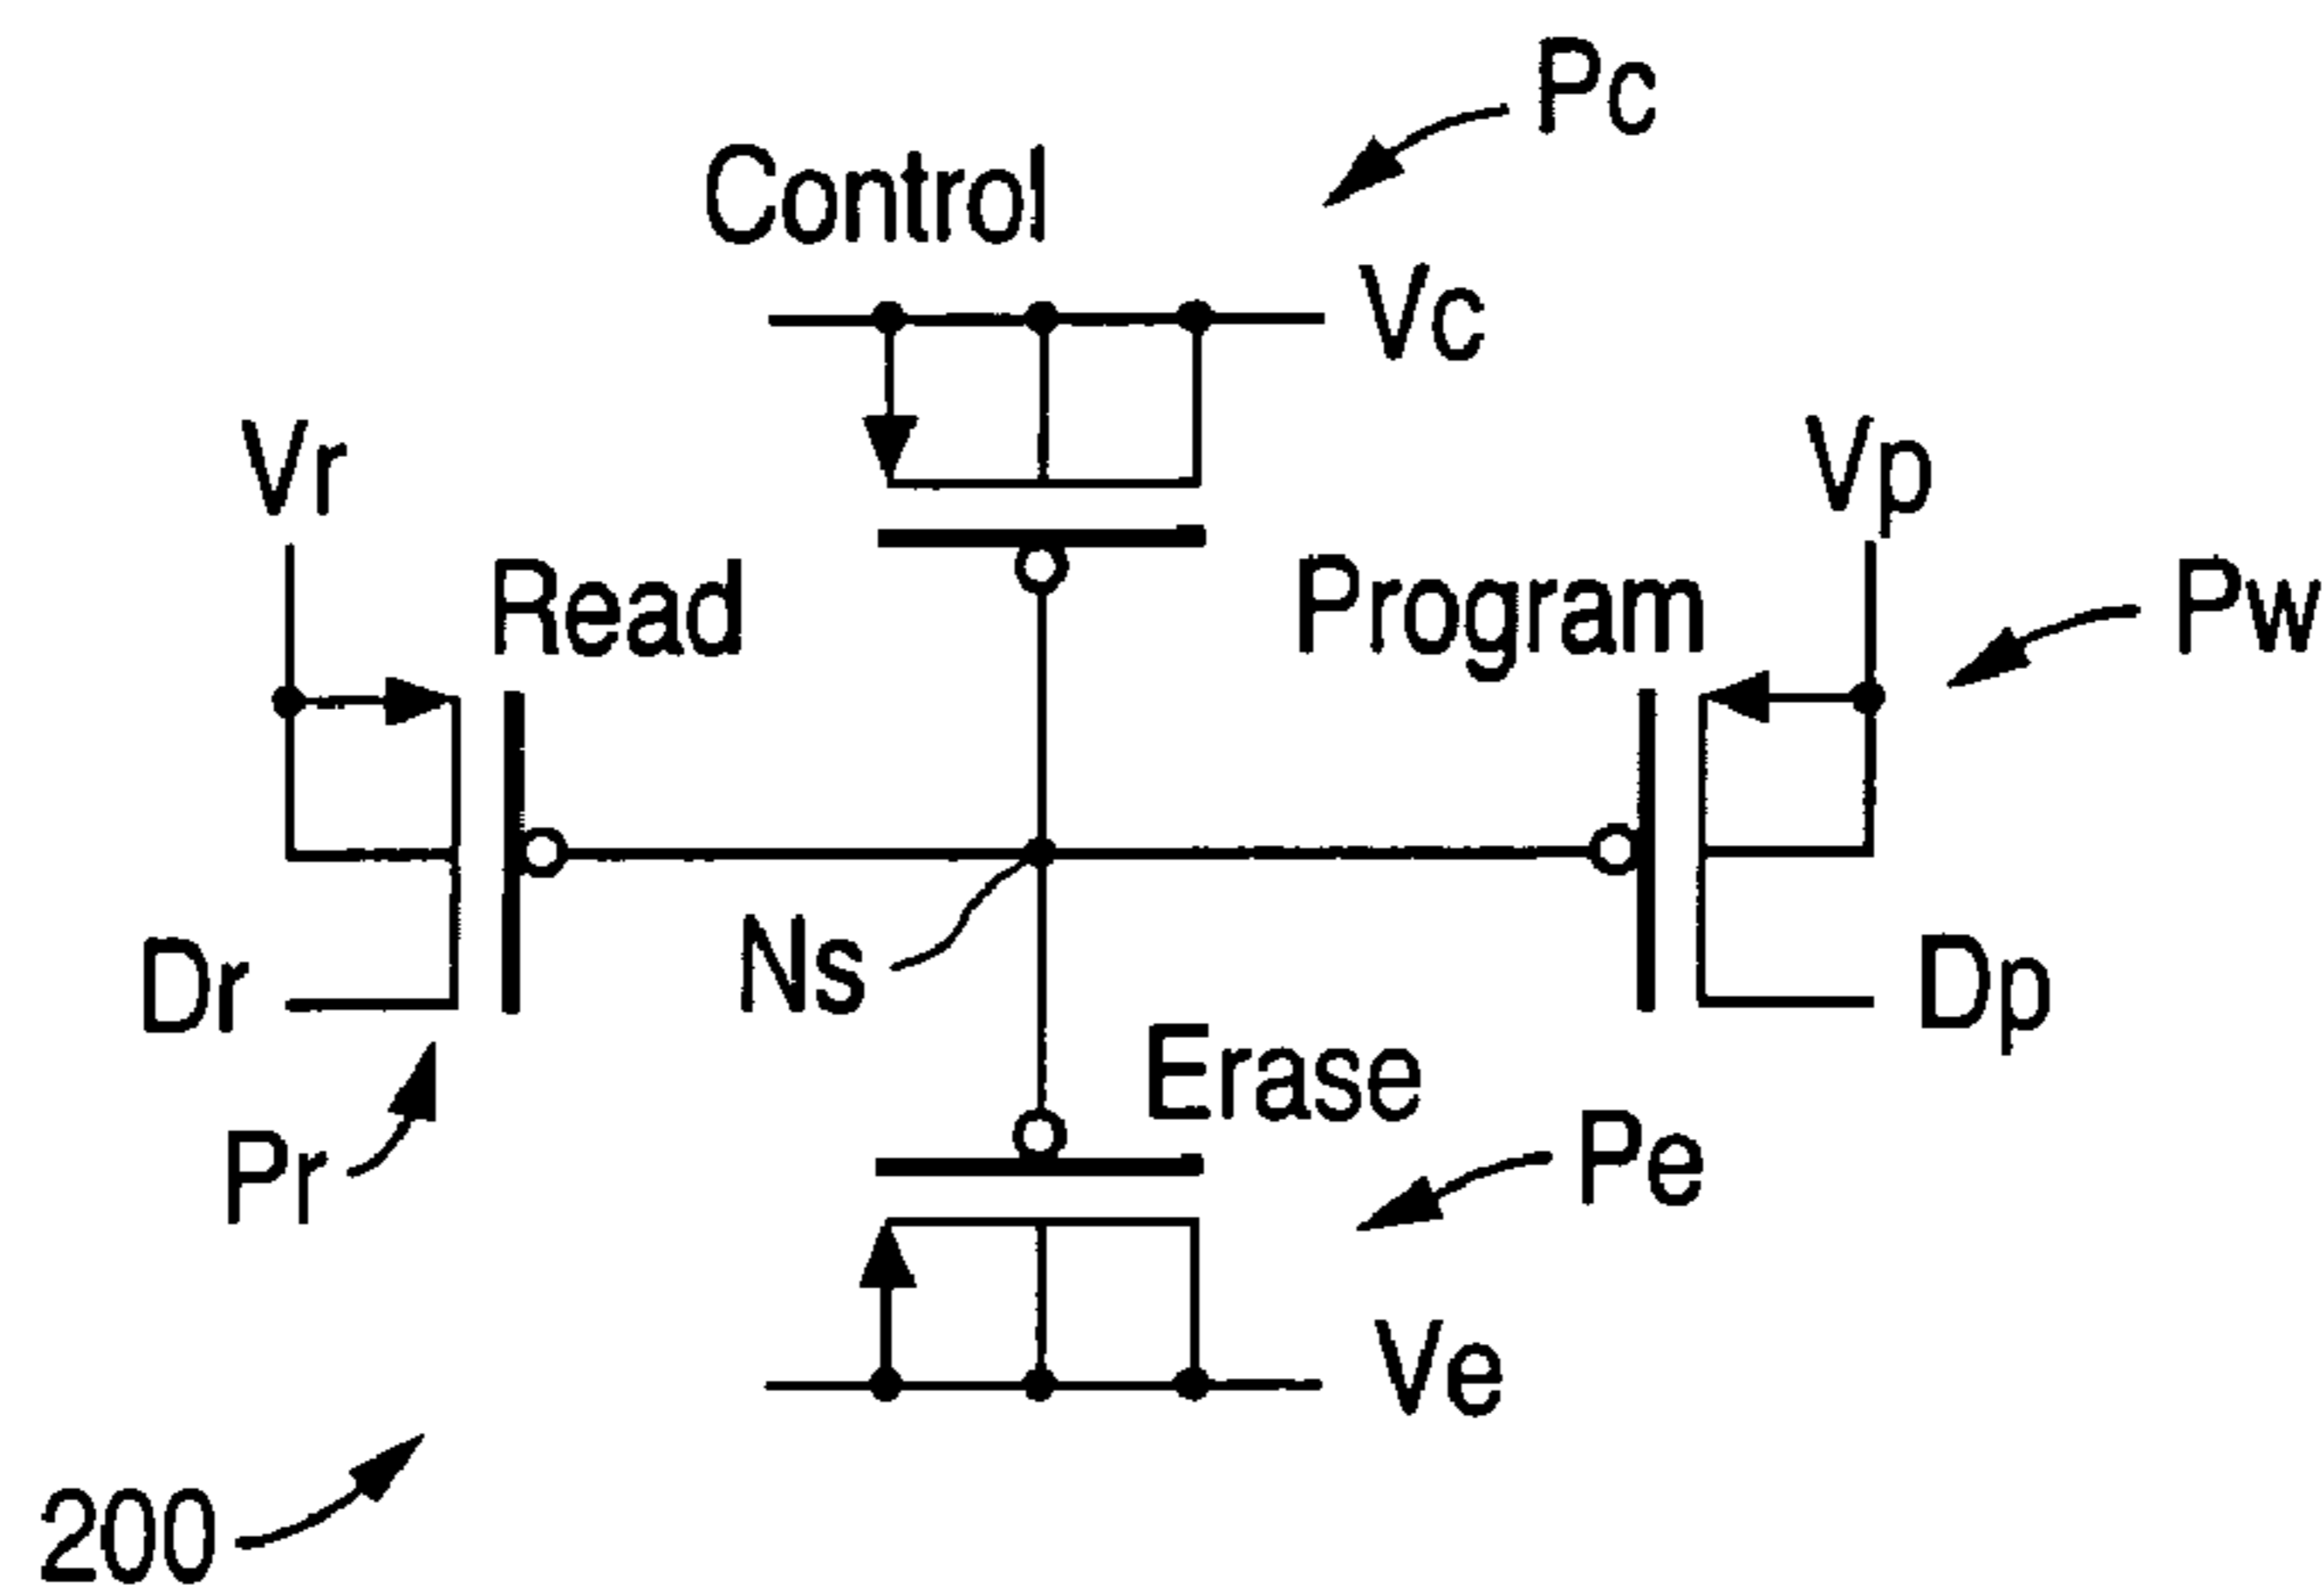 Pc
Control
Vc
Vr
Vp
Read
Program
Pw
Ns
Dr
Dp
Erase
Pr
Pe
Ve
200